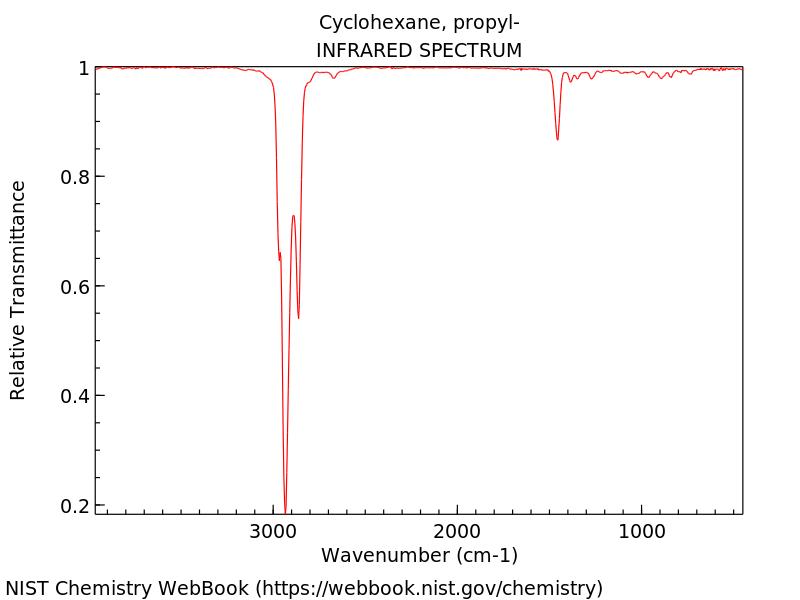 Cyclohexane, propyl-
INFRARED SPECTRUM
1
0.8
0.6
0.4
0.2
Relative Transmittance
3000 2000 1000
Wavenumber (cm-1)
NIST Chemistry WebBook (https://webbook.nist.gov/chemistry)